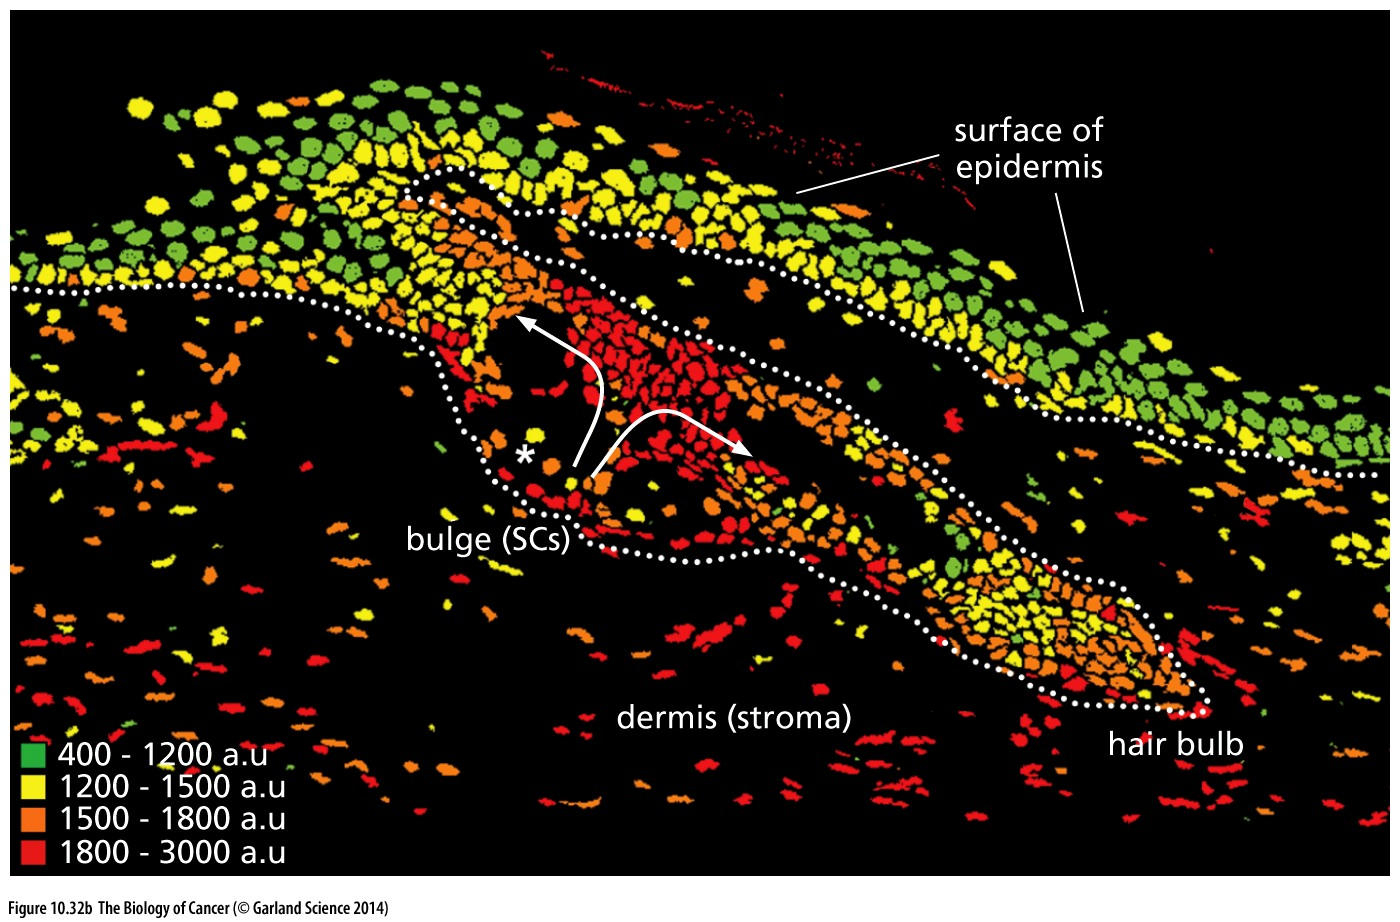 surface of
epidermis
*
bulge (SCs)
dermis (stroma)
hair bulb
400 - 1200 a.u
1200 - 1500 a.u
1500 - 1800 a.u
1800 - 3000 a.u
Figure 10.32b The Biology of Cancer (© Garland Science 2014)